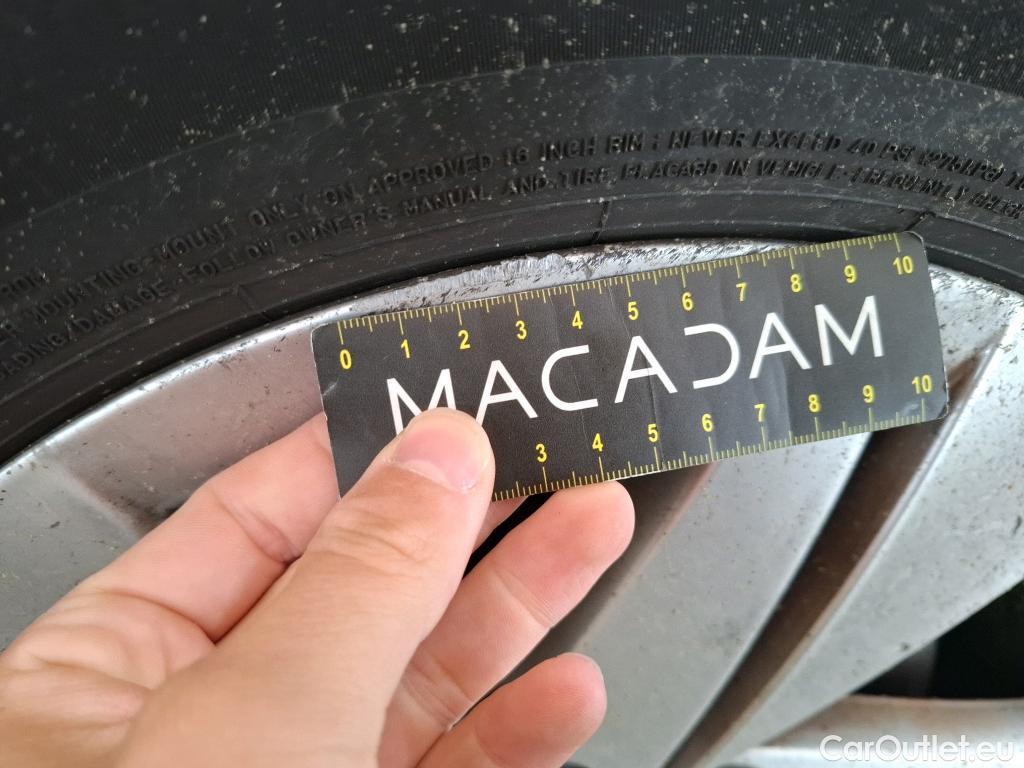 MOUNTING-MOUNT ONLY ON APPROVED 16 INCH RIM : NEVER EXCEED 40 PSI
DAMAGE-FOLLOW OWNER'S MANUAL AND TIRE PLACARD IN VEHICLE-FREQUENTLY
0 1 2 3 4 5 6 7 8 9 10
MACADAM
3 4 5 6 7 8 9 10
CarOutlet.eu